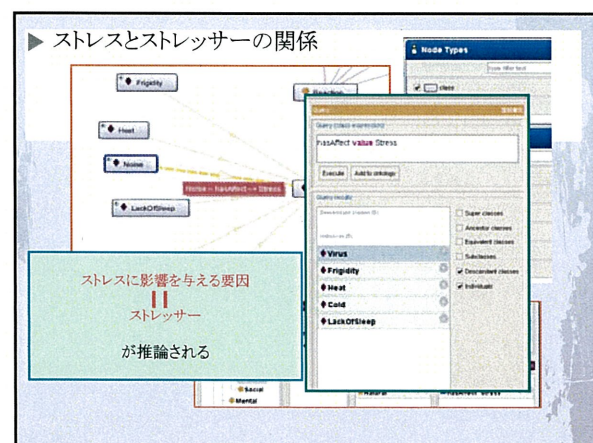 ストレスとストレッサーの関係
Node Types
class
Frigidity
Reaction
Heat
Noise
Noise -- hasAffect --> Stress
LackOfSleep
Query
Query (class expression)
hasAffect value Stress
Execute
Add to ontology
Query results
Descendant classes (0)
Super classes
Ancestor classes
Equivalent classes
Subclasses
Descendant classes
Individuals
Virus
Frigidity
Heat
Cold
LackOfSleep
ストレスに影響を与える要因
ストレッサー
が推論される
Social
Mental
Natural